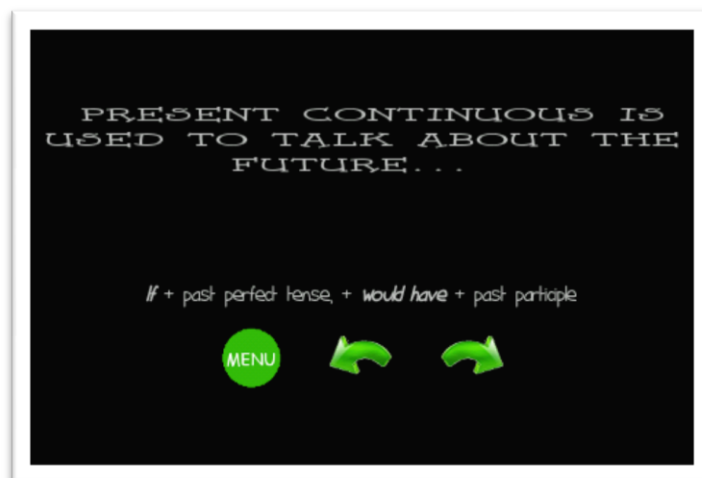 PRESENT CONTINUOUS IS
USED TO TALK ABOUT THE
FUTURE...
If + past perfect tense, + would have + past participle
MENU